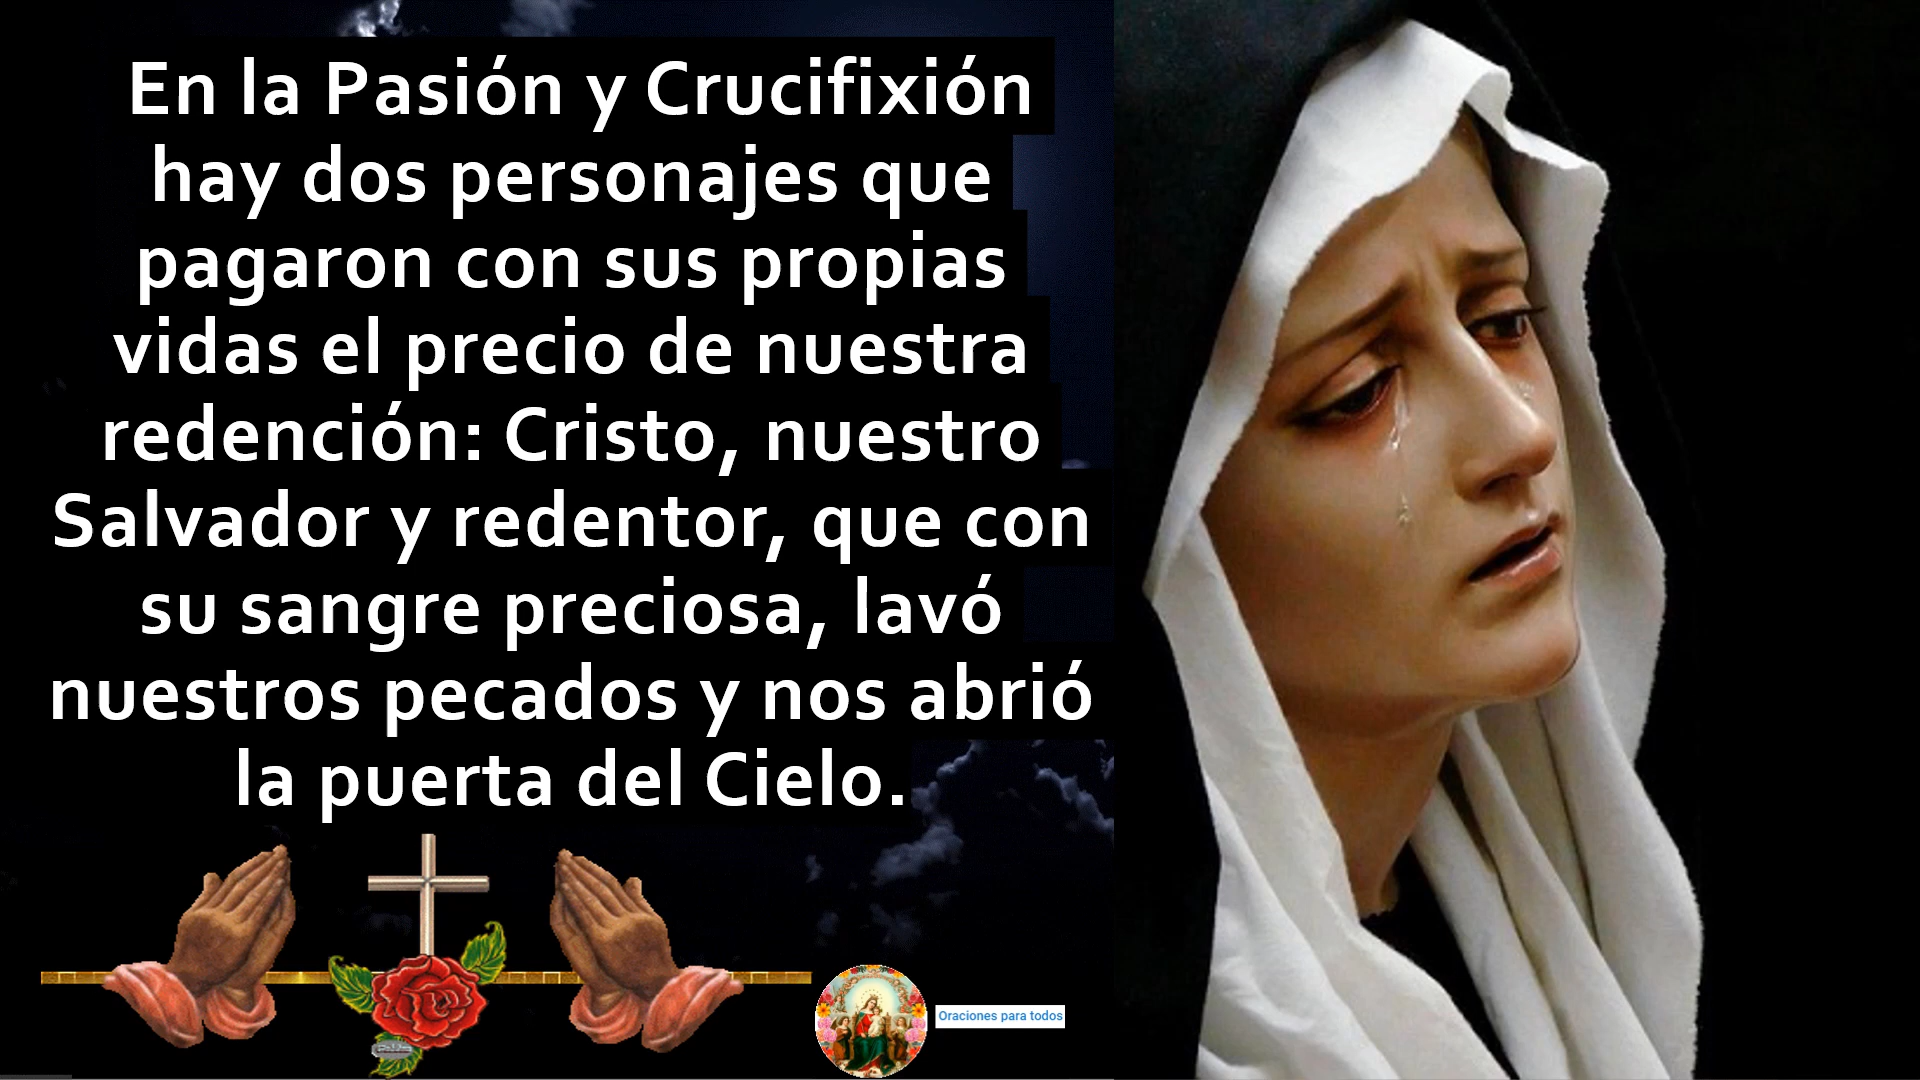 En la Pasión y Crucifixión
hay dos personajes que
pagaron con sus propias
vidas el precio de nuestra
redención: Cristo, nuestro
Salvador y redentor, que con
su sangre preciosa, lavó
nuestros pecados y nos abrió
la puerta del Cielo.
Oraciones para todos